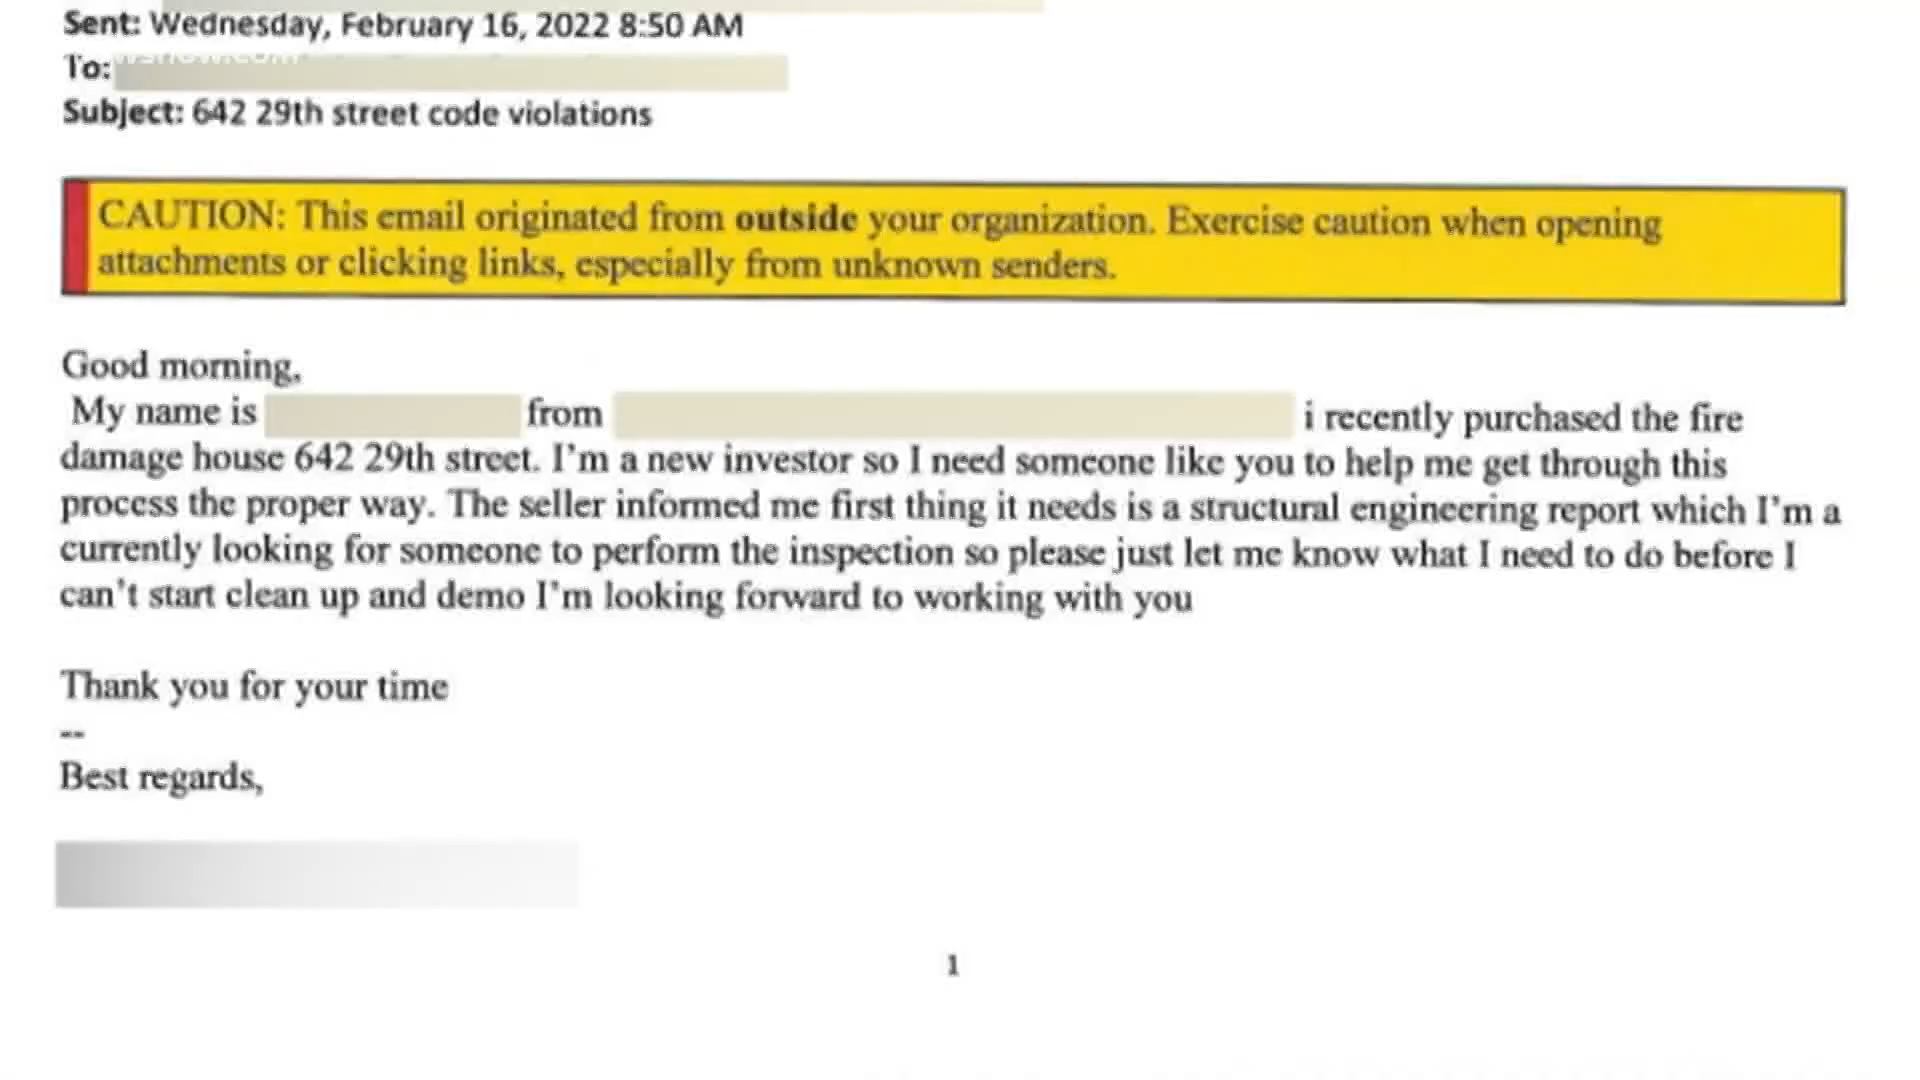 Sent: Wednesday, February 16, 2022 8:50 AM
To:
Subject: 642 29th street code violations
CAUTION: This email originated from outside your organization. Exercise caution when opening
attachments or clicking links, especially from unknown senders.
Good morning,
My name is from i recently purchased the fire
damage house 642 29th street. I'm a new investor so I need someone like you to help me get through this
process the proper way. The seller informed me first thing it needs is a structural engineering report which I'm a
currently looking for someone to perform the inspection so please just let me know what I need to do before I
can't start clean up and demo I'm looking forward to working with you
Thank you for your time
--
Best regards,
1